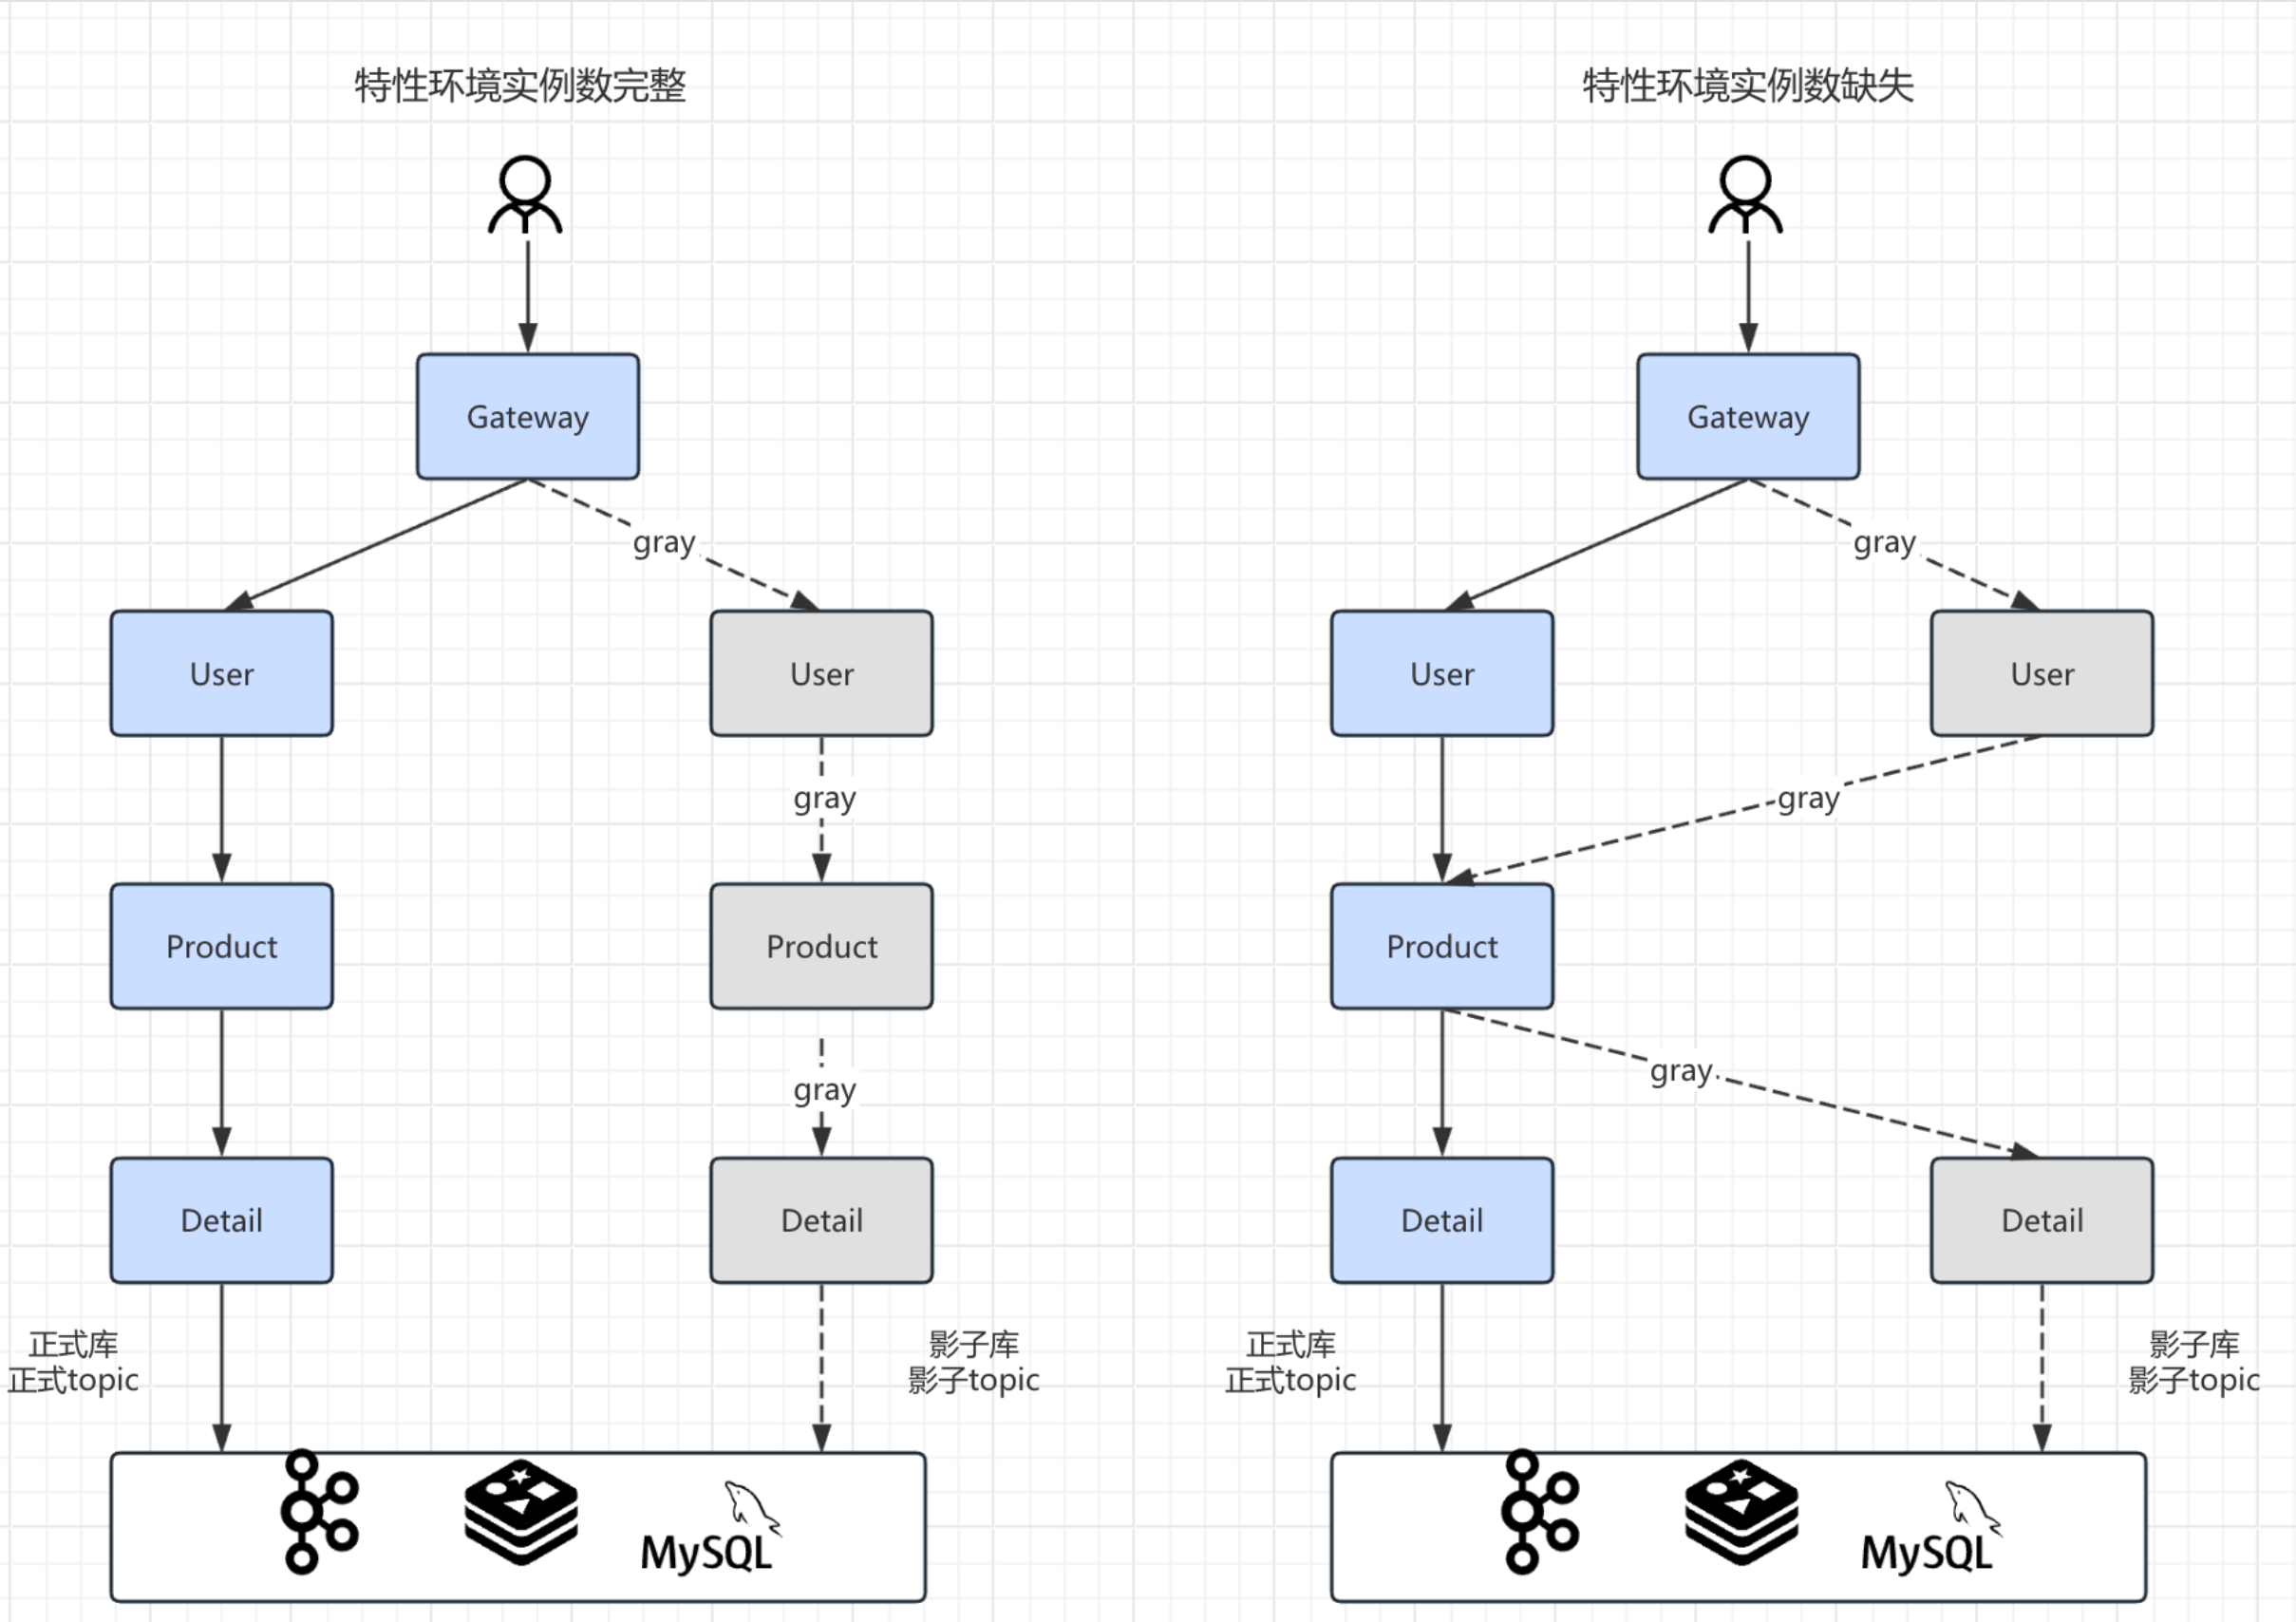 特性环境实例数完整
Gateway
gray
User
User
gray
Product
Product
gray
Detail
Detail
正式库
正式topic
影子库
影子topic
MySQL
特性环境实例数缺失
Gateway
gray
User
User
gray
Product
gray
Detail
Detail
正式库
正式topic
影子库
影子topic
MySQL